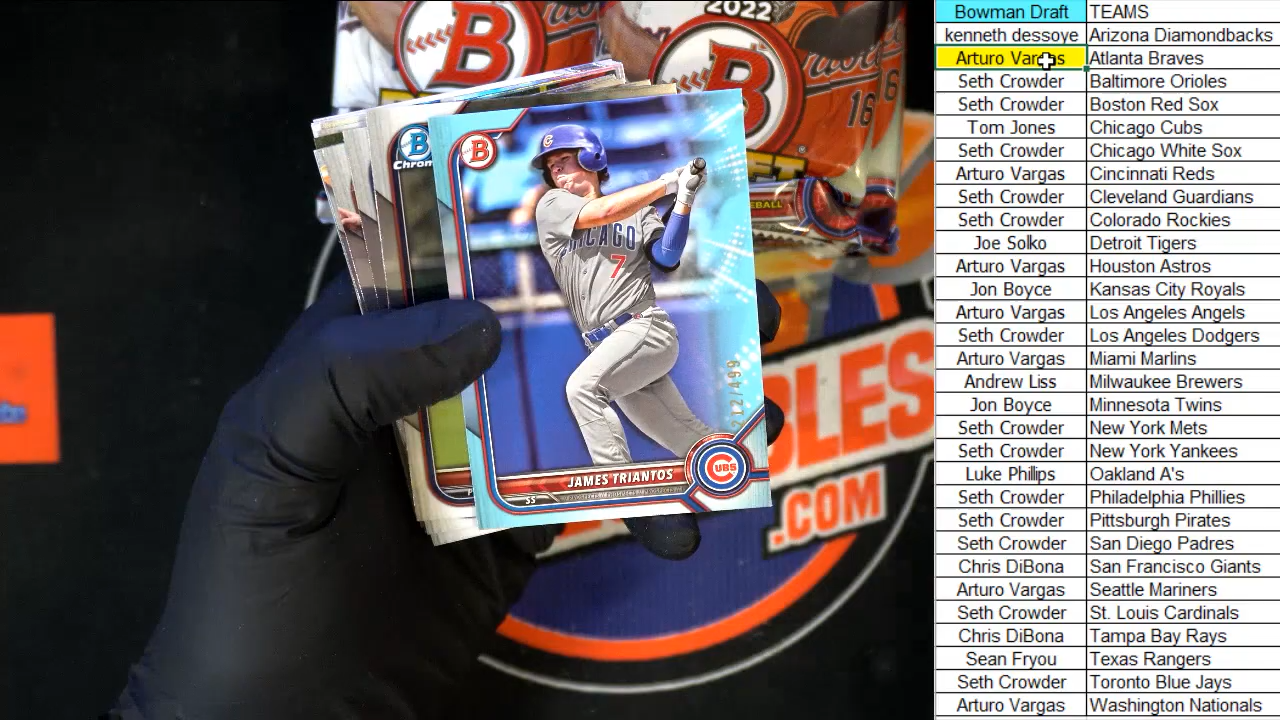 2022
B
B
16
B
Chrom
B
CHICAGO
7
212/499
CUBS
JAMES TRIANTOS
SS
BALL
BLES
.COM
Bowman Draft TEAMS
kenneth dessoye Arizona Diamondbacks
Arturo Vargas Atlanta Braves
Seth Crowder Baltimore Orioles
Seth Crowder Boston Red Sox
Tom Jones Chicago Cubs
Seth Crowder Chicago White Sox
Arturo Vargas Cincinnati Reds
Seth Crowder Cleveland Guardians
Seth Crowder Colorado Rockies
Joe Solko Detroit Tigers
Arturo Vargas Houston Astros
Jon Boyce Kansas City Royals
Arturo Vargas Los Angeles Angels
Seth Crowder Los Angeles Dodgers
Arturo Vargas Miami Marlins
Andrew Liss Milwaukee Brewers
Jon Boyce Minnesota Twins
Seth Crowder New York Mets
Seth Crowder New York Yankees
Luke Phillips Oakland A's
Seth Crowder Philadelphia Phillies
Seth Crowder Pittsburgh Pirates
Seth Crowder San Diego Padres
Chris DiBona San Francisco Giants
Arturo Vargas Seattle Mariners
Seth Crowder St. Louis Cardinals
Chris DiBona Tampa Bay Rays
Sean Fryou Texas Rangers
Seth Crowder Toronto Blue Jays
Arturo Vargas Washington Nationals